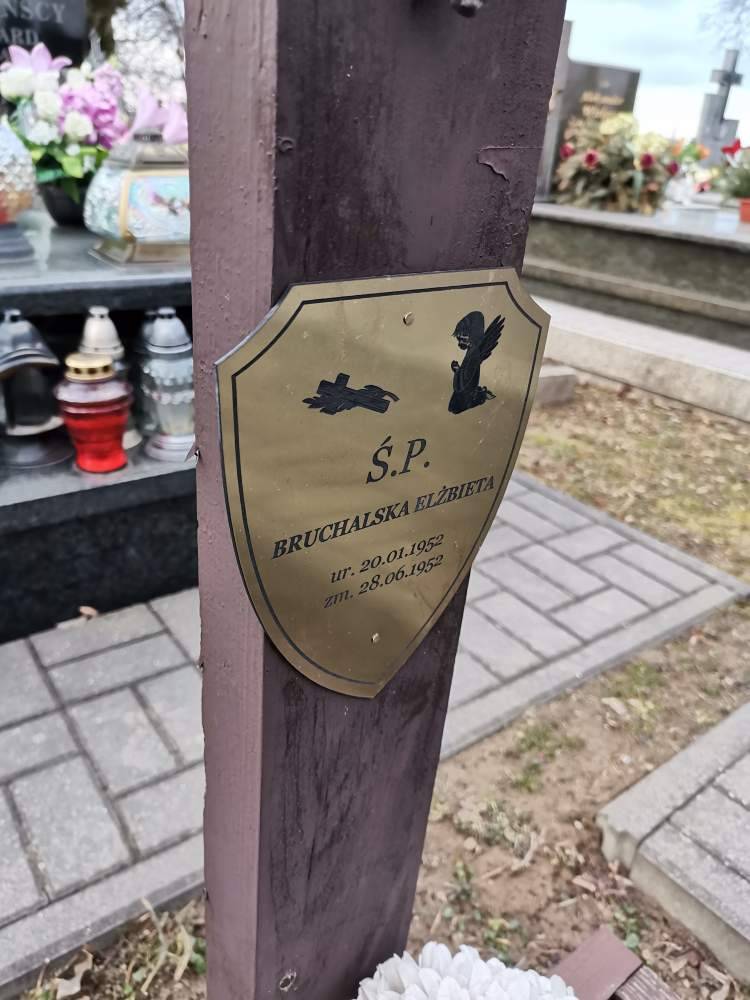 Ś.P.
BRUCHALSKA ELŻBIETA
ur. 20.01.1952
zm. 28.06.1952